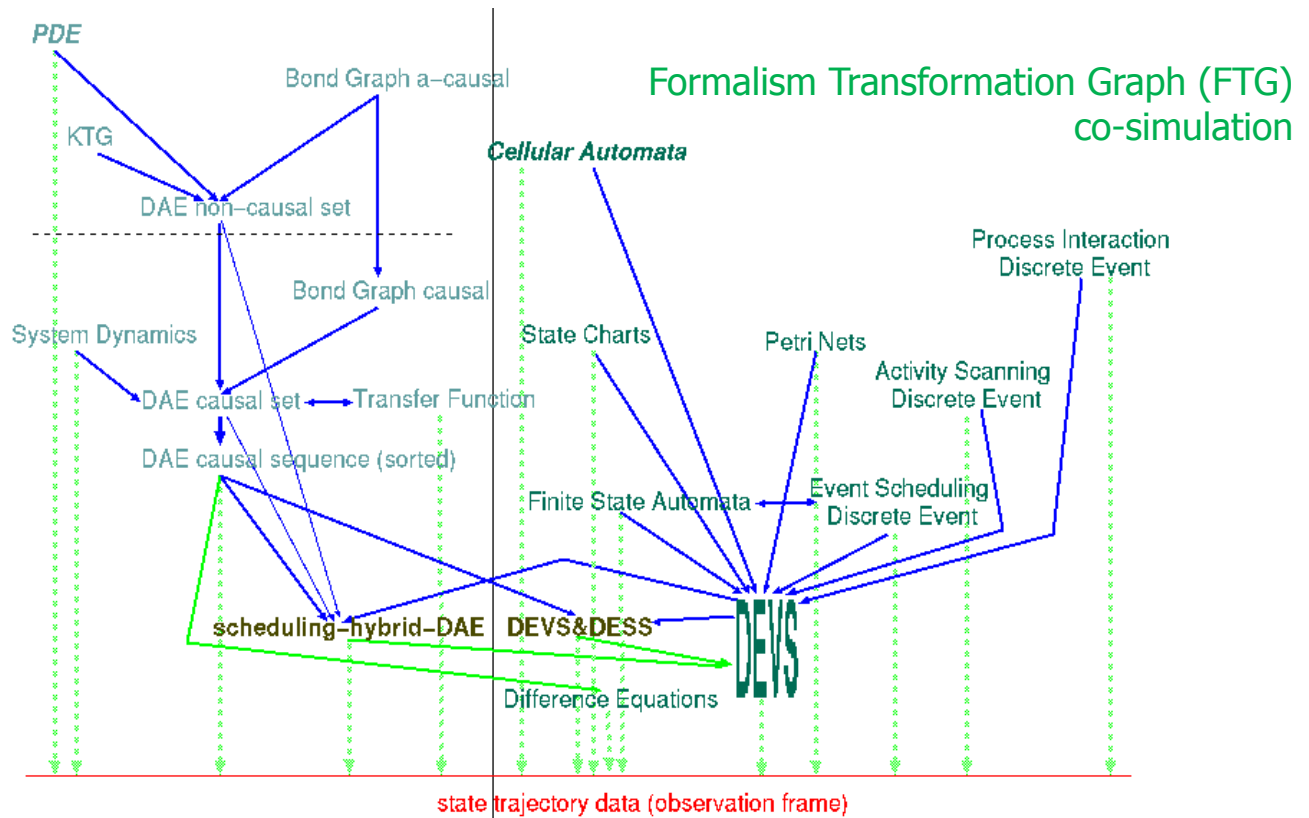 PDE
Bond Graph a-causal
Formalism Transformation Graph (FTG)
co-simulation
KTG
Cellular Automata
DAE non-causal set
Process Interaction
Discrete Event
Bond Graph causal
System Dynamics
State Charts
Petri Nets
Activity Scanning
Discrete Event
DAE causal set
Transfer Function
DAE causal sequence (sorted)
Finite State Automata
Event Scheduling
Discrete Event
scheduling-hybrid-DAE
DEVS&DESS
DEVS
Difference Equations
state trajectory data (observation frame)